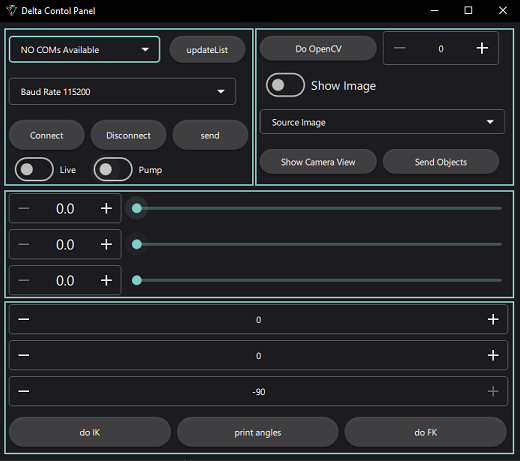 Delta Contol Panel
NO COMs Available
updateList
Baud Rate 115200
Connect
Disconnect
send
Live
Pump
Do OpenCV
0
Show Image
Source Image
Show Camera View
Send Objects
0.0
0.0
0.0
0
0
-90
do IK
print angles
do FK